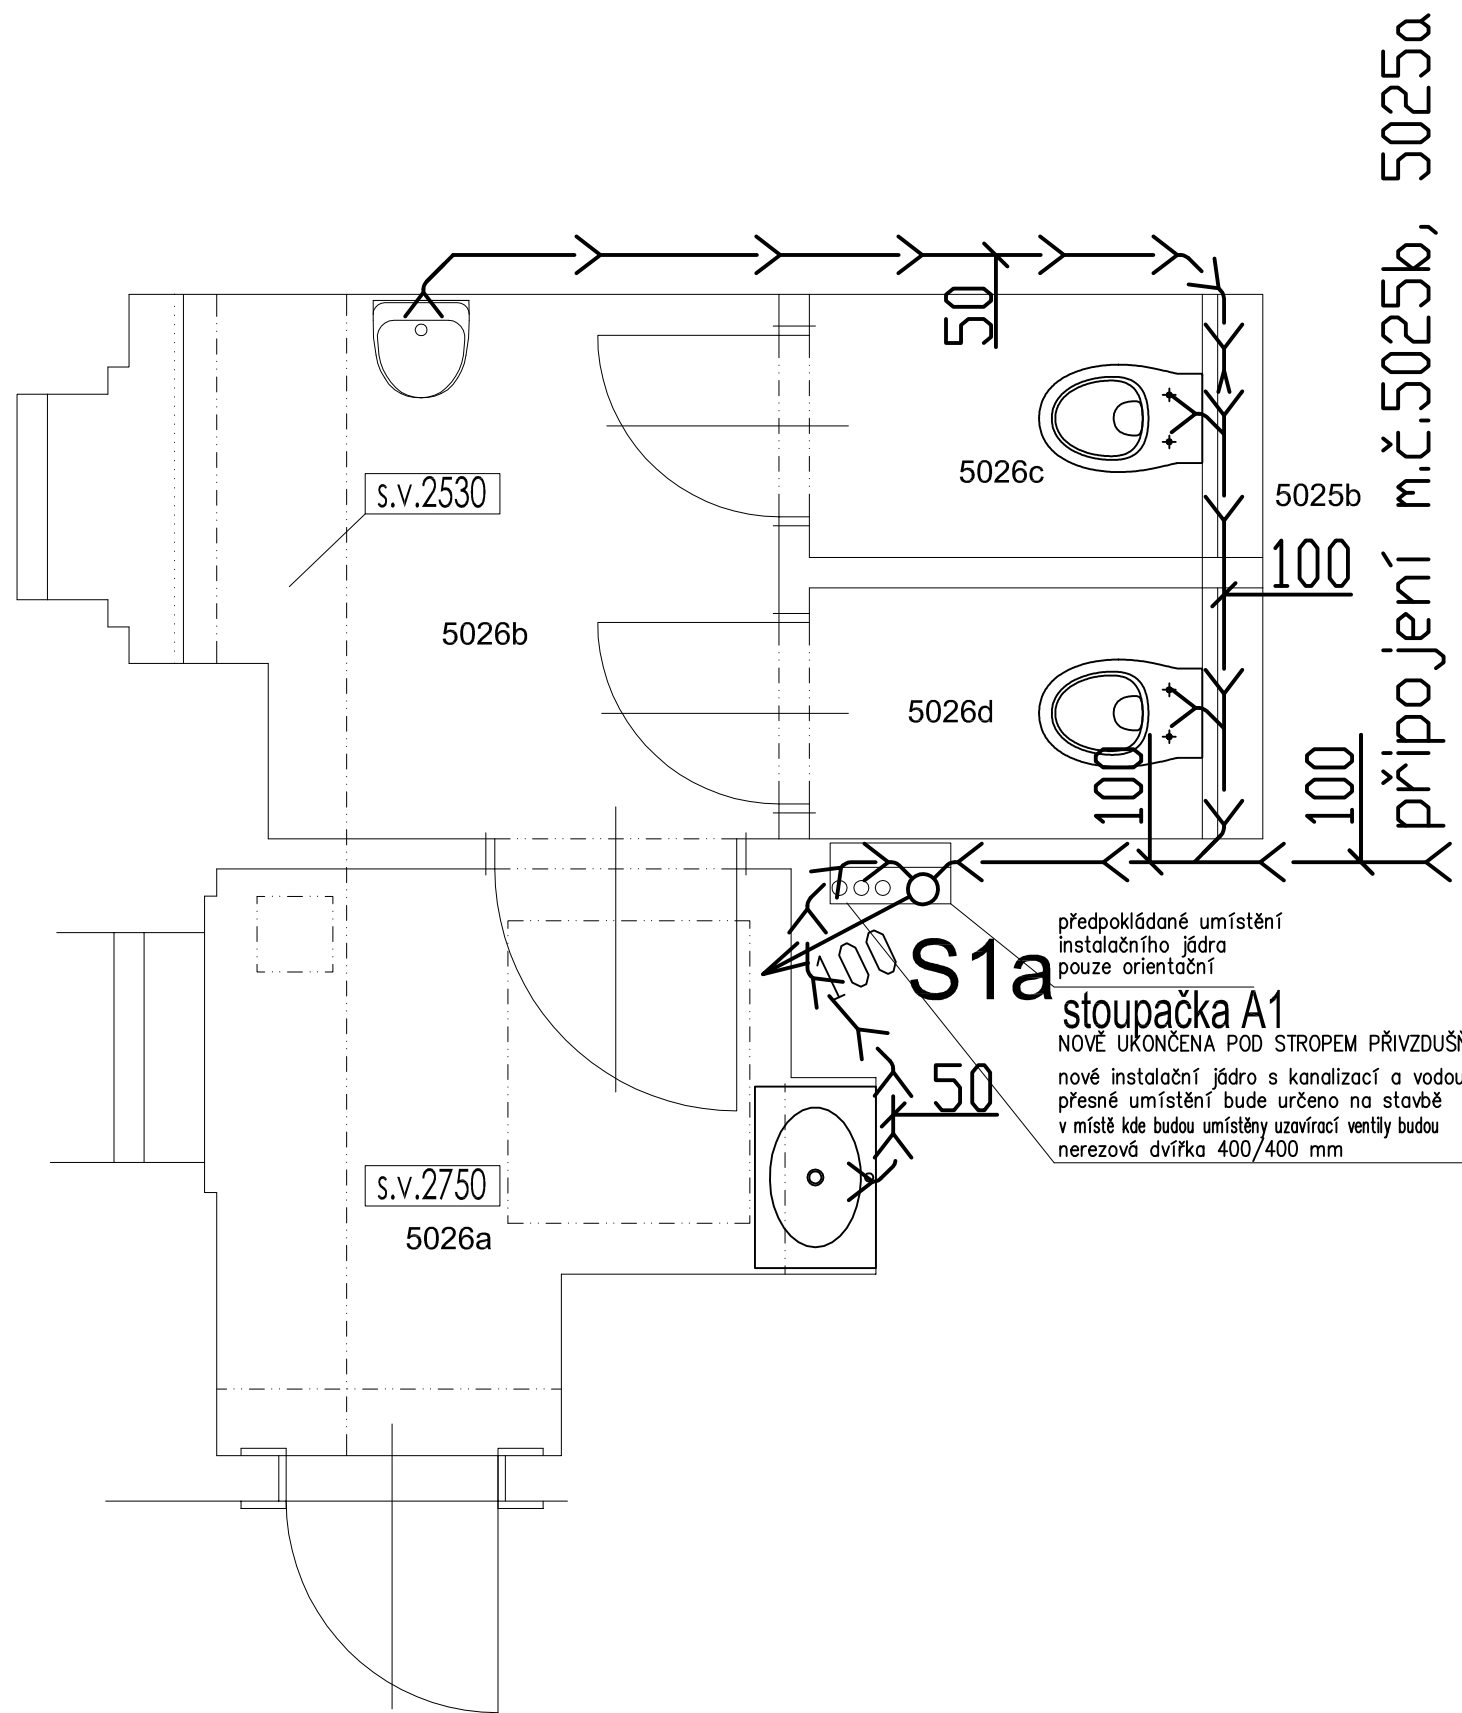 připojení m.č.5025b, 5025a
50
5026c
s.v.2530
5025b
100
5026b
5026d
100
100
předpokládané umístění
instalačního jádra
pouze orientační
100
S1a
stoupačka A1
NOVĚ UKONČENA POD STROPEM
nové instalační jádro s kanalizací a vodou
50
přesné umístění bude určeno na stavbě
v místě kde budou umístěny uzavírací ventily budou
nerezová dvířka 400/400 mm
s.v.2750
5026a